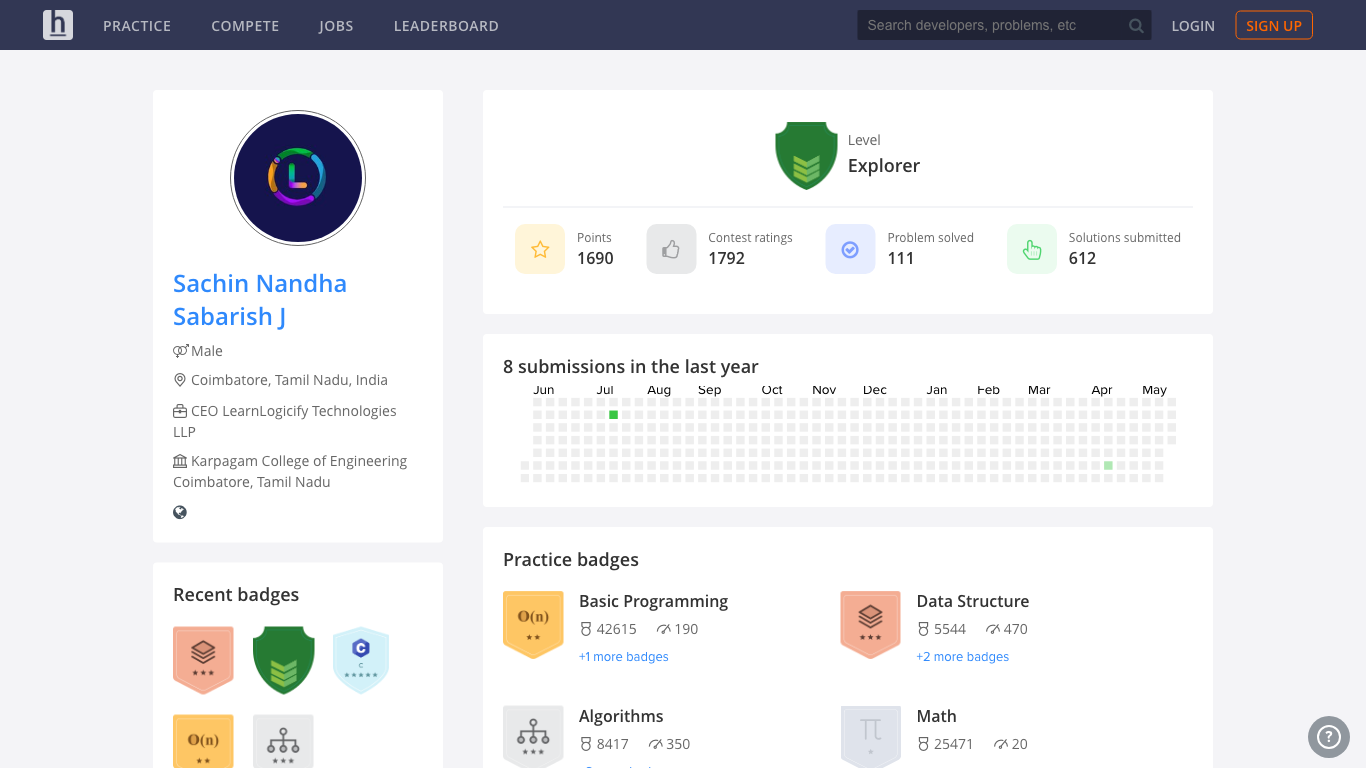 h PRACTICE COMPETE JOBS LEADERBOARD Search developers, problems, etc LOGIN SIGN UP
L
Sachin Nandha
Sabarish J
Male
Coimbatore, Tamil Nadu, India
CEO LearnLogicify Technologies
LLP
Karpagam College of Engineering
Coimbatore, Tamil Nadu
Recent badges
C
C
O(n)
Level
Explorer
Points
1690
Contest ratings
1792
Problem solved
111
Solutions submitted
612
8 submissions in the last year
Jun Jul Aug Sep Oct Nov Dec Jan Feb Mar Apr May
Practice badges
O(n)
Basic Programming
42615 190
+1 more badges
Data Structure
5544 470
+2 more badges
Algorithms
8417 350
π
Math
25471 20
?